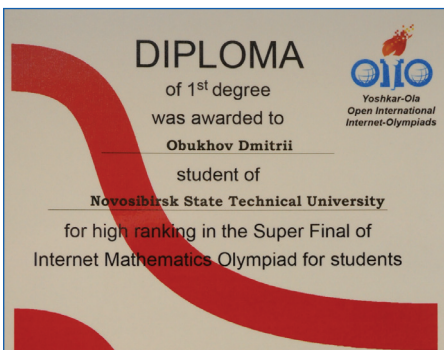 DIPLOMA
of 1st degree
was awarded to
Obukhov Dmitrii
student of
Novosibirsk State Technical University
for high ranking in the Super Final of
Internet Mathematics Olympiad for students
Yoshkar-Ola
Open International
Internet-Olympiads